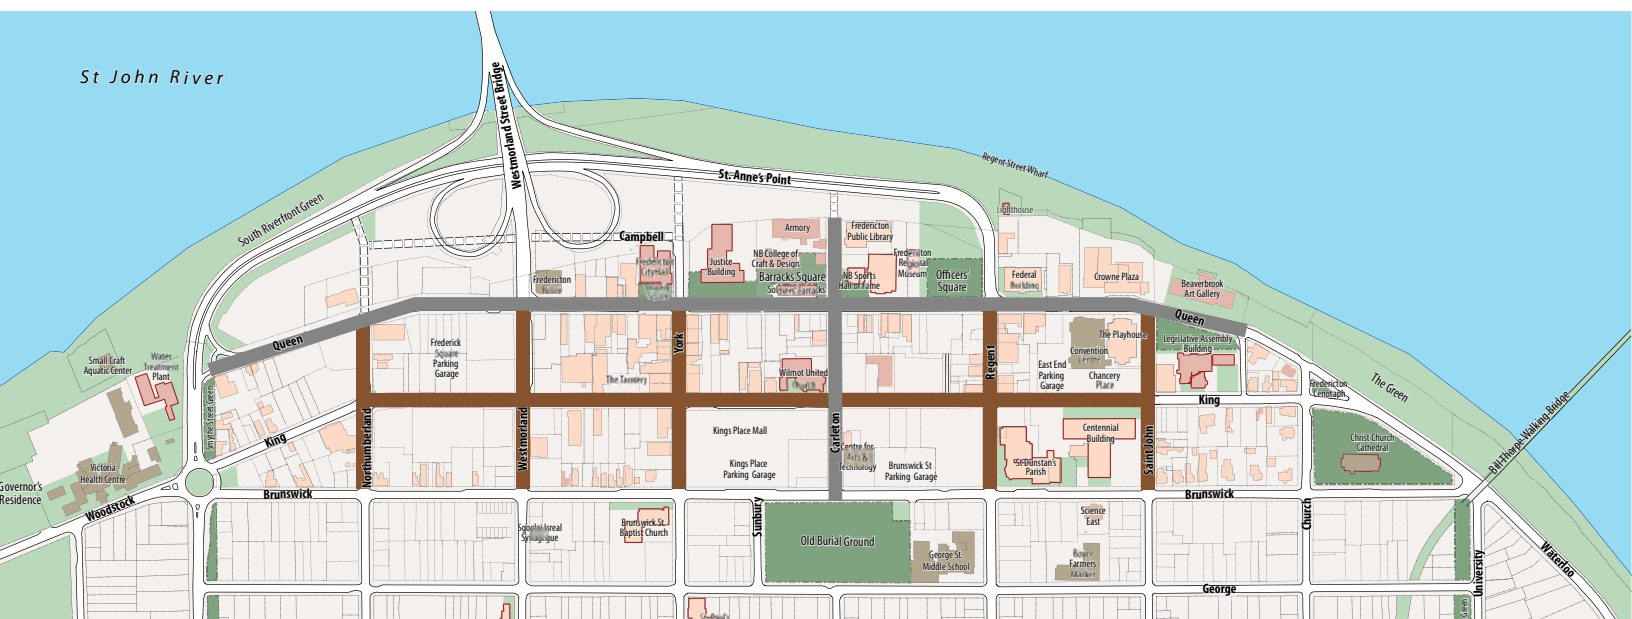 St John River
Westmorland Street Bridge
South Riverfront Green
St. Anne's Point
Regent Street Wharf
Lighthouse
Campbell
Armory
Fredericton
Public Library
Justice
Building
NB College of
Craft & Design
Barracks Square
Fredericton
Regional
Museum
NB Sports
Hall of Fame
Officers'
Square
Federal
Building
Crowne Plaza
Beaverbrook
Art Gallery
Fredericton
City Hall
Fredericton
Queen
Queen
Small Craft
Aquatic Center
Water
Treatment
Plant
Smythe Street Green
Frederick
Square
Parking
Garage
The Tannery
York
Wilmot United
Church
Regent
East End
Parking
Garage
Convention
Centre
The Playhouse
Chancery
Place
Legislative Assembly
Building
Fredericton
Cenotaph
The Green
Bill Thorpe Walking Bridge
King
King
Northumberland
Westmorland
Kings Place Mall
Kings Place
Parking Garage
Carleton
Centre for
Arts &
Technology
Brunswick St
Parking Garage
St Dunstan's
Parish
Centennial
Building
Saint John
Christ Church
Cathedral
Victoria
Health Centre
Governor's
Residence
Woodstock
Brunswick
Brunswick
Sunbury
Church
Sgoolai Isreal
Synagogue
Brunswick St.
Baptist Church
Old Burial Ground
George St.
Middle School
Science
East
Boyce
Farmers
Market
George
University
Waterloo
Green